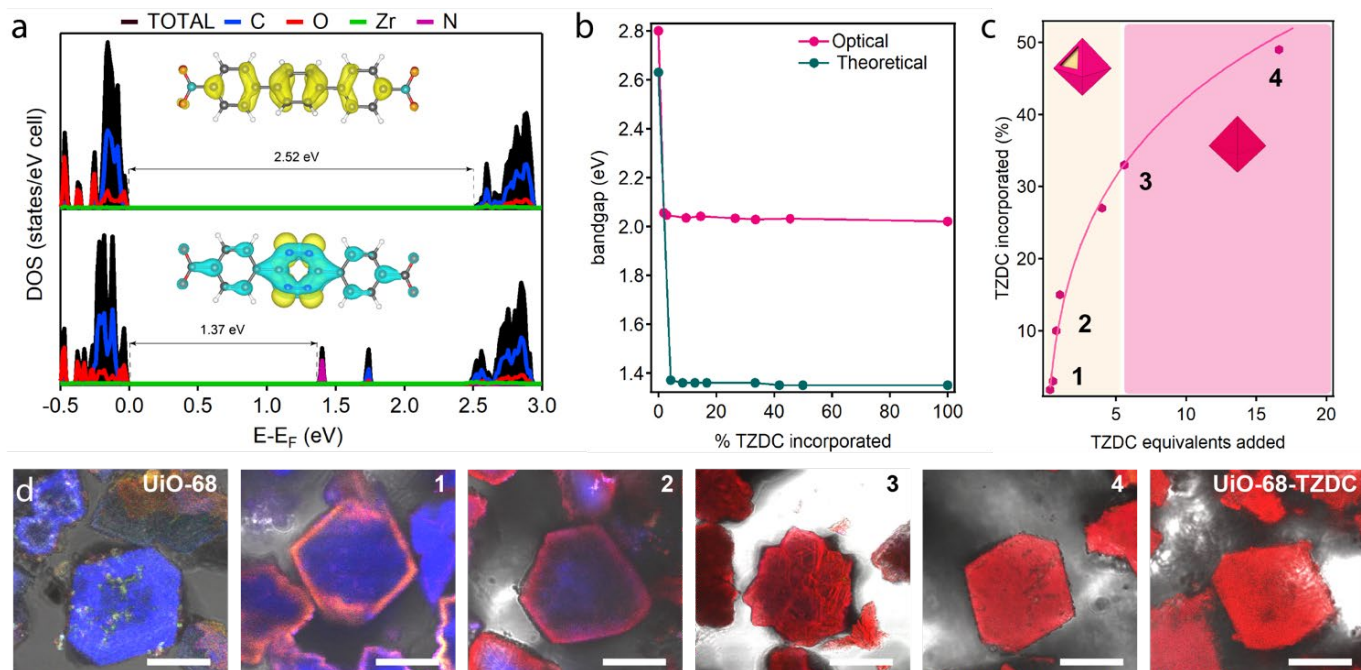 a
TOTAL C O Zr N
DOS (states/eV cell)
2.52 eV
1.37 eV
-0.5 0.0 0.5 1.0 1.5 2.0 2.5 3.0
E-EF (eV)
b
Optical
Theoretical
bandgap (eV)
2.8
2.6
2.4
2.2
2.0
1.8
1.6
1.4
0 20 40 60 80 100
% TZDC incorporated
c
TZDC incorporated (%)
50
40
30
20
10
4
3
2
1
0 5 10 15 20
TZDC equivalents added
d
UiO-68
1
2
3
4
UiO-68-TZDC